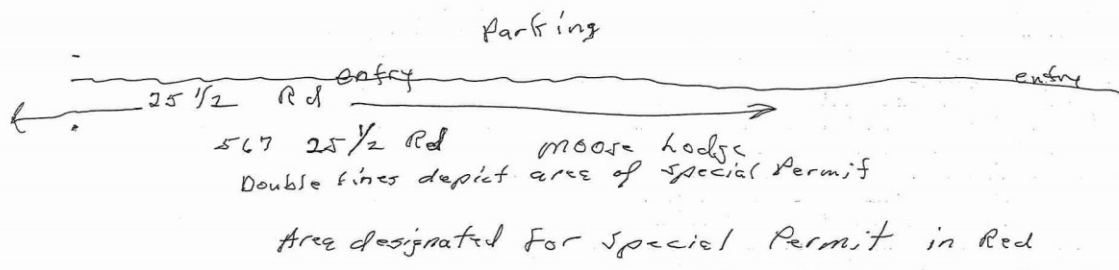 Parking
entry
entry
25 1/2 Rd
567 25 1/2 Rd Moose Lodge
Double Lines depict area of Special Permit
Area designated For Special Permit in Red